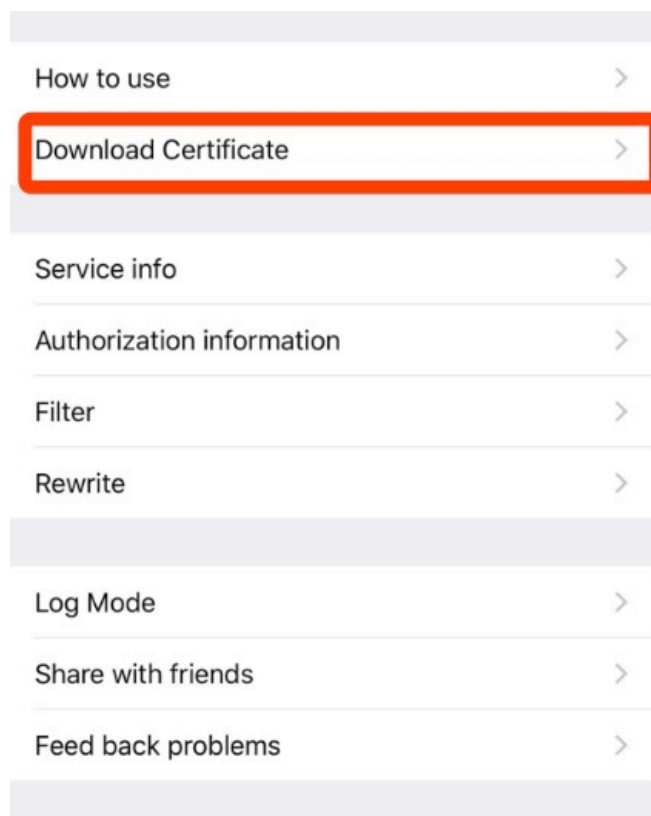 How to use
Download Certificate
Service info
Authorization information
Filter
Rewrite
Log Mode
Share with friends
Feed back problems